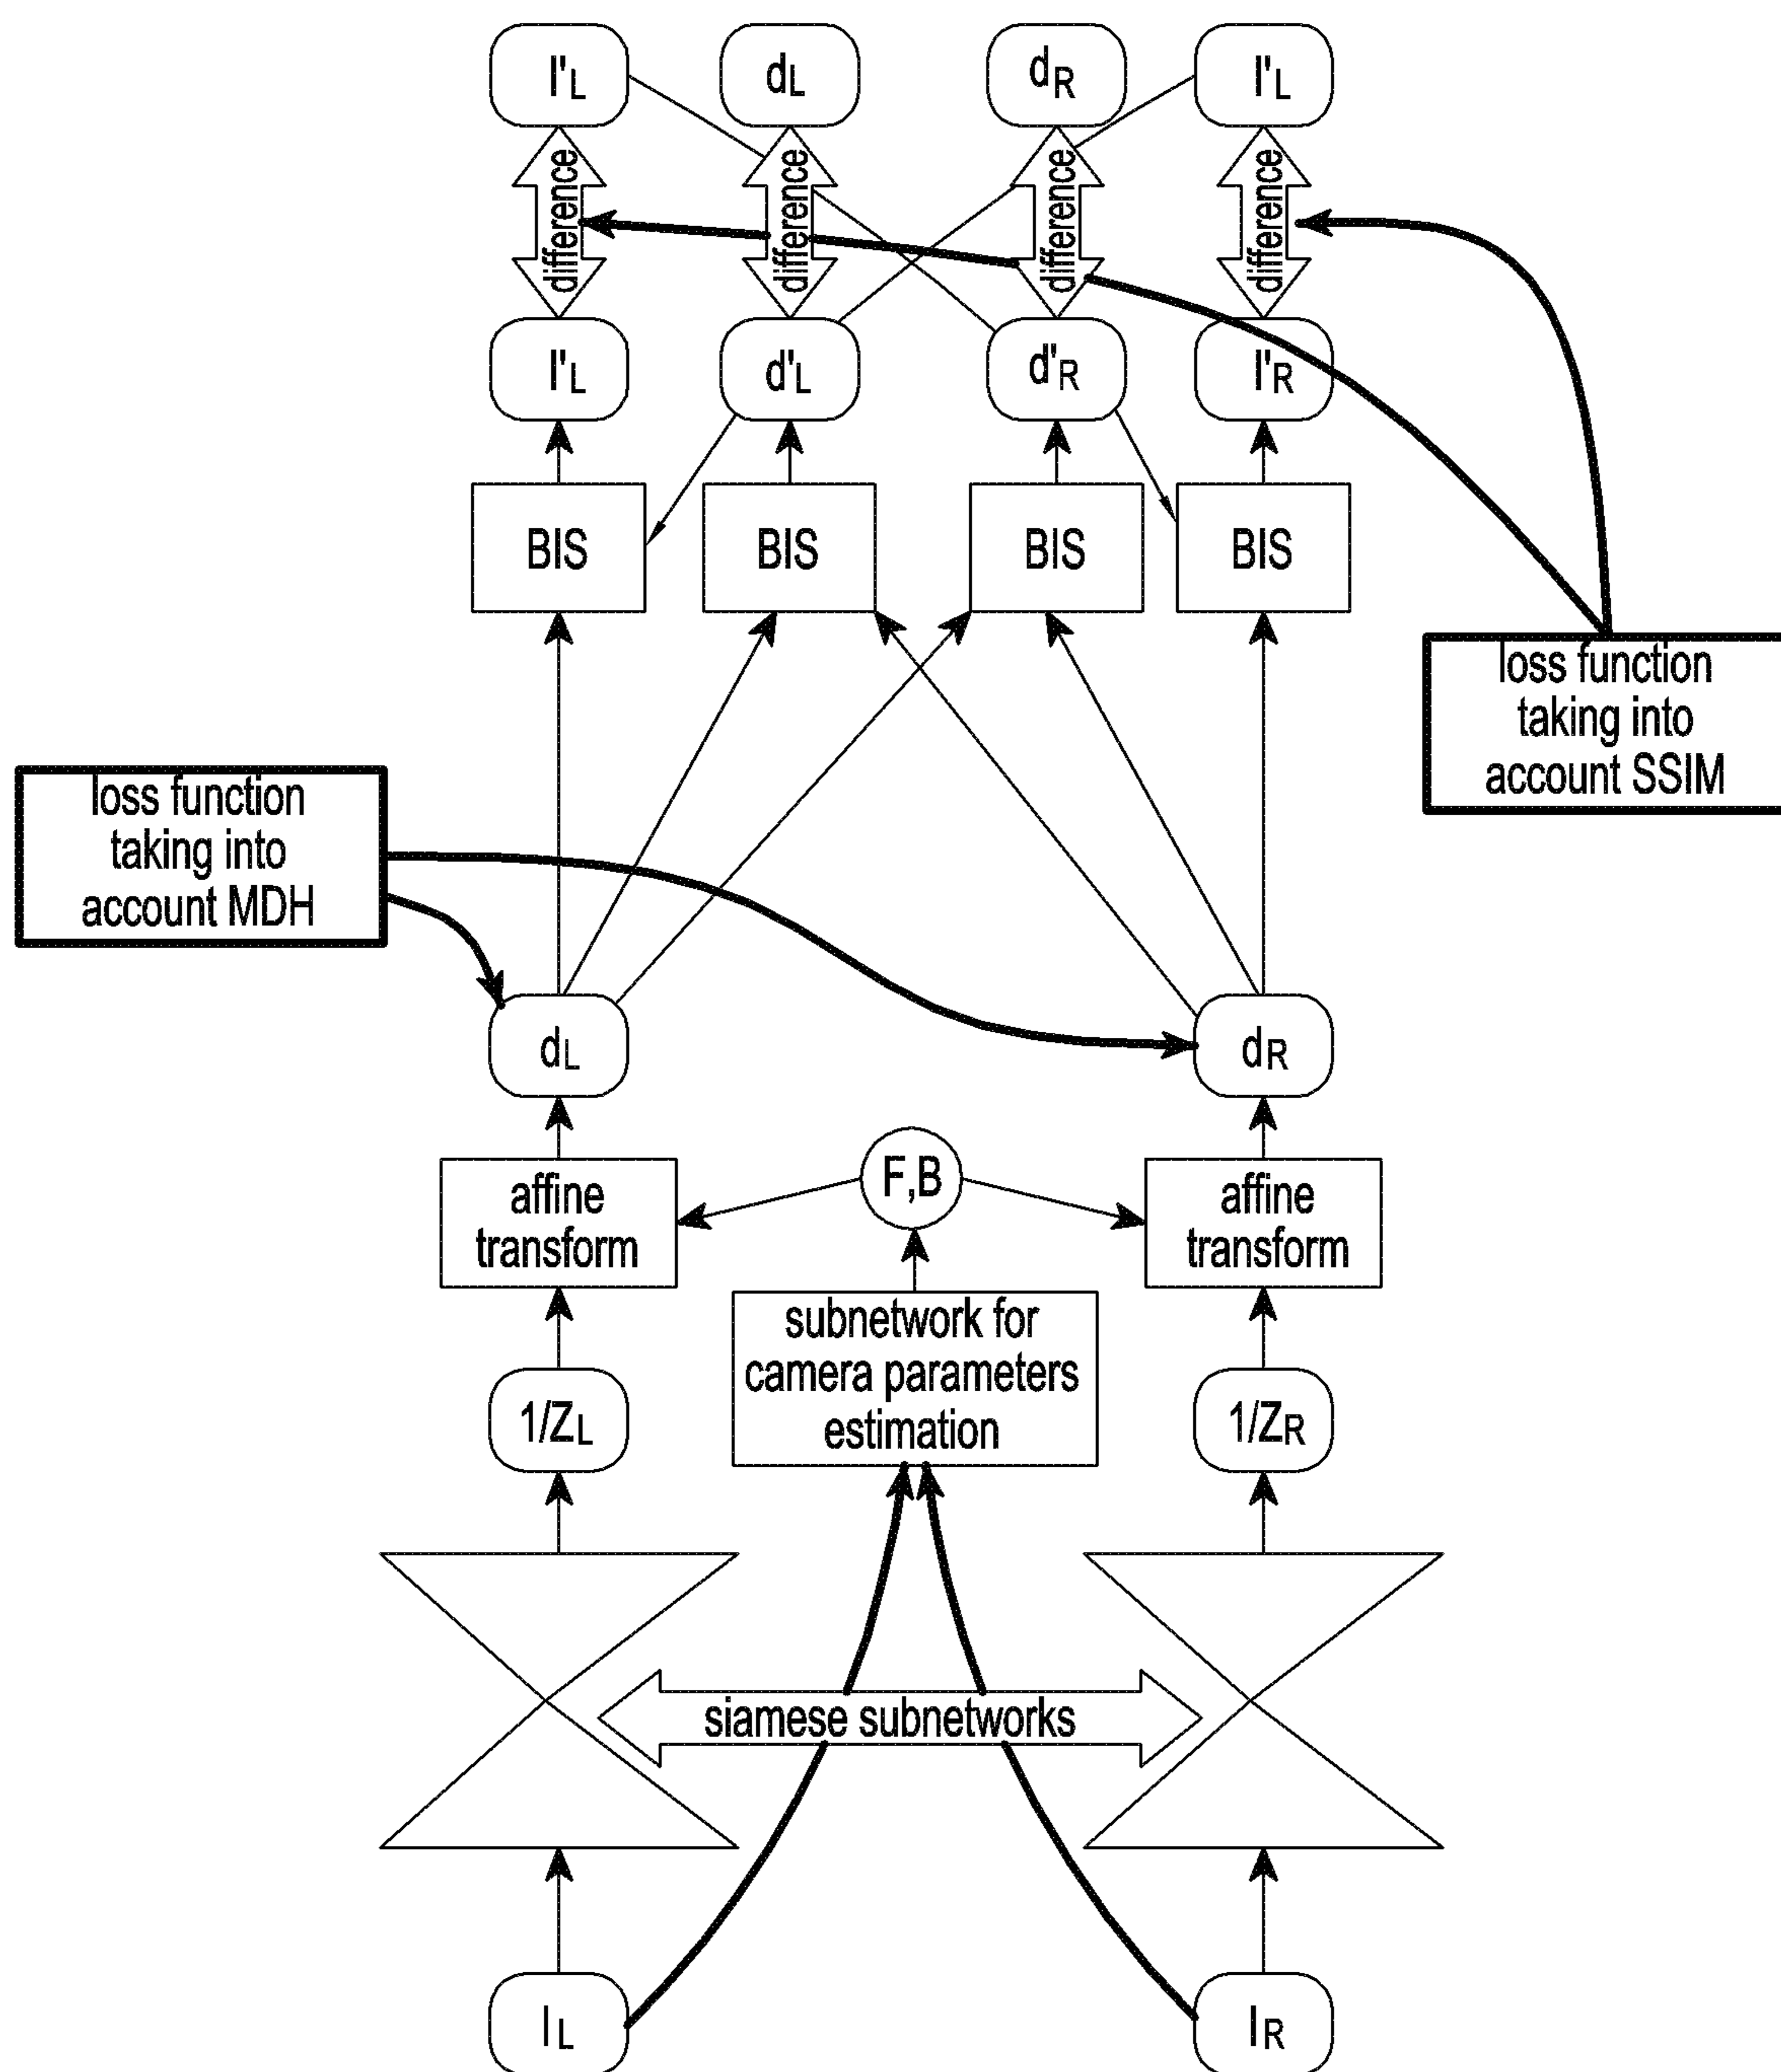 I'L dL dR I'L
difference difference difference difference
I'L d'L d'R I'R
BIS BIS BIS BIS
loss function
taking into
account SSIM
loss function
taking into
account MDH
dL dR
F,B
affine
transform
affine
transform
subnetwork for
camera parameters
estimation
1/ZL 1/ZR
siamese subnetworks
IL IR